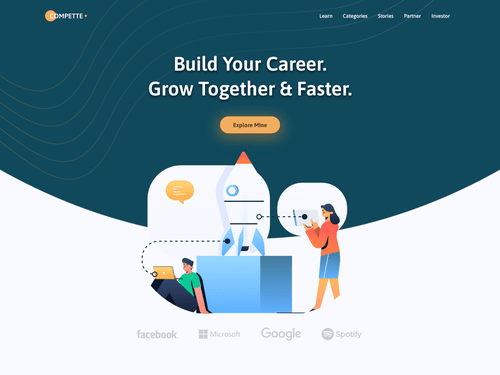 COMPETTE +
Learn Categories Stories Partner Investor
Build Your Career.
Grow Together & Faster.
Explore Mine
facebook Microsoft Google Spotify